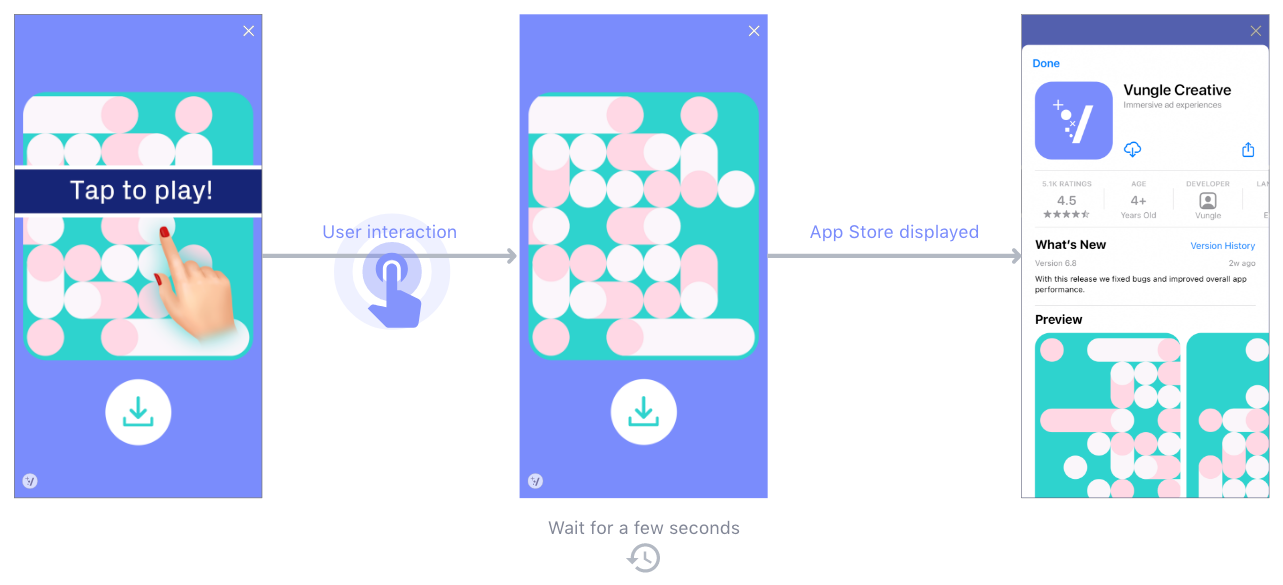 Tap to play!
User interaction
Wait for a few seconds
App Store displayed
Done
Vungle Creative
Immersive ad experiences
5.1K RATINGS
4.5
AGE
4+
Years Old
DEVELOPER
Vungle
LAN
E
What's New
Version History
Version 6.8
2w ago
With this release we fixed bugs and improved overall app
performance.
Preview